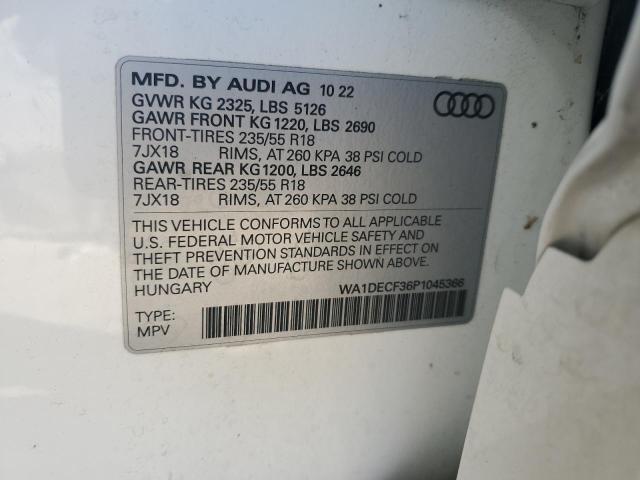 MFD. BY AUDI AG 10 22
GVWR KG 2325, LBS 5126
GAWR FRONT KG 1220, LBS 2690
FRONT-TIRES 235/55 R18
7JX18 RIMS, AT 260 KPA 38 PSI COLD
GAWR REAR KG 1200, LBS 2646
REAR-TIRES 235/55 R18
7JX18 RIMS, AT 260 KPA 38 PSI COLD
THIS VEHICLE CONFORMS TO ALL APPLICABLE
U.S. FEDERAL MOTOR VEHICLE SAFETY AND
THEFT PREVENTION STANDARDS IN EFFECT ON
THE DATE OF MANUFACTURE SHOWN ABOVE.
HUNGARY
WA1DECF36P1045366
TYPE:
MPV